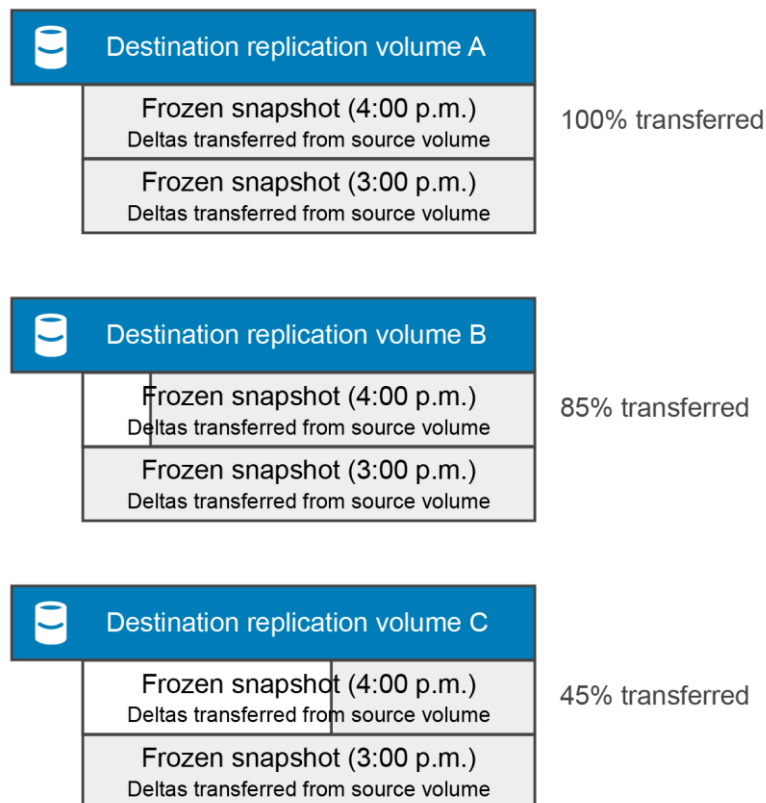 Destination replication volume A
Frozen snapshot (4:00 p.m.)
Deltas transferred from source volume
100% transferred
Frozen snapshot (3:00 p.m.)
Deltas transferred from source volume
Destination replication volume B
Frozen snapshot (4:00 p.m.)
Deltas transferred from source volume
85% transferred
Frozen snapshot (3:00 p.m.)
Deltas transferred from source volume
Destination replication volume C
Frozen snapshot (4:00 p.m.)
Deltas transferred from source volume
45% transferred
Frozen snapshot (3:00 p.m.)
Deltas transferred from source volume